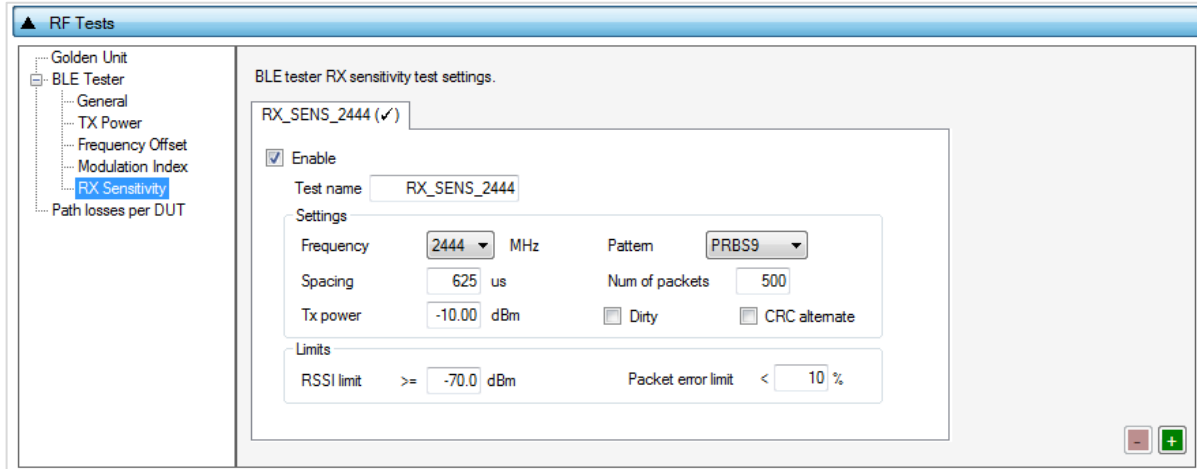 ▲ RF Tests
Golden Unit
BLE Tester
General
TX Power
Frequency Offset
Modulation Index
RX Sensitivity
Path losses per DUT
BLE tester RX sensitivity test settings.
RX_SENS_2444 (✓)
Enable
Test name RX_SENS_2444
Settings
Frequency 2444 MHz Pattern PRBS9
Spacing 625 us Num of packets 500
Tx power -10.00 dBm Dirty CRC alternate
Limits
RSSI limit >= -70.0 dBm Packet error limit < 10 %
- +